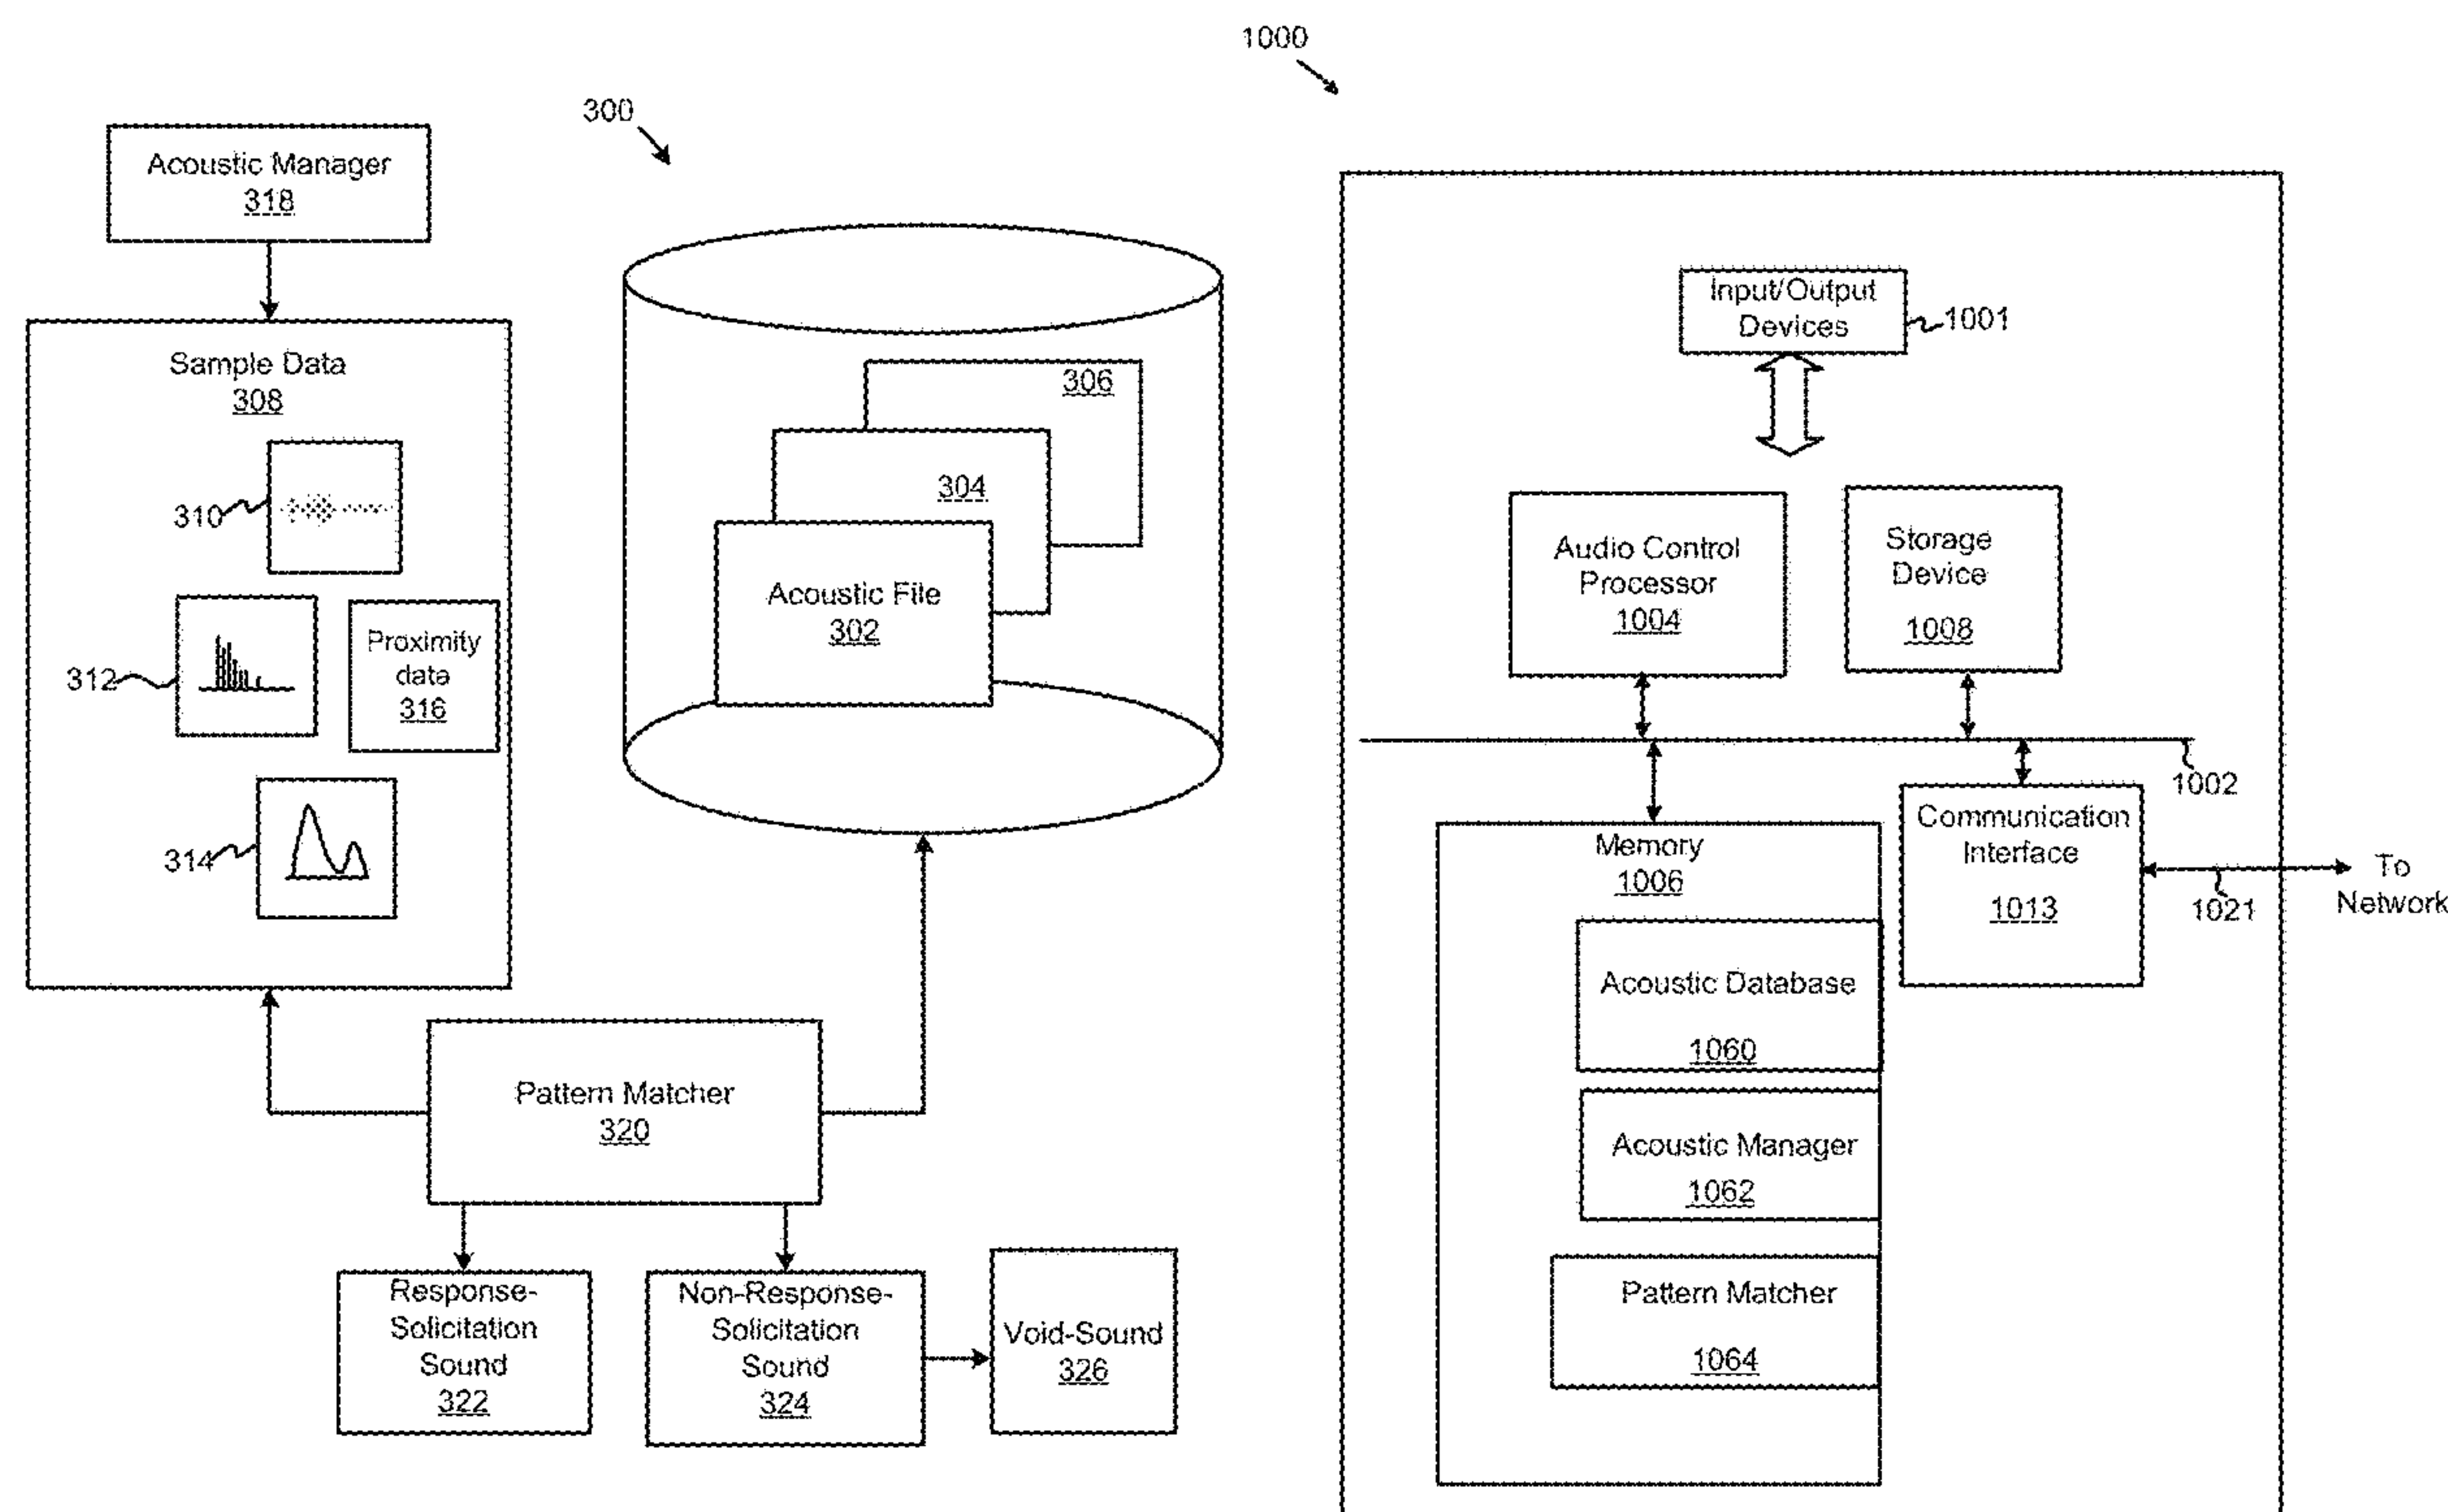 300
Acoustic Manager
318
Sample Data
308
310
312
Proximity
data
316
314
306
304
Acoustic File
302
Pattern Matcher
320
Response-
Solicitation
Sound
322
Non-Response-
Solicitation
Sound
324
Void-Sound
326
1000
Input/Output
Devices
1001
Audio Control
Processor
1004
Storage
Device
1008
1002
Memory
1006
Communication
Interface
1013
1021
To
Network
Acoustic Database
1060
Acoustic Manager
1062
Pattern Matcher
1064